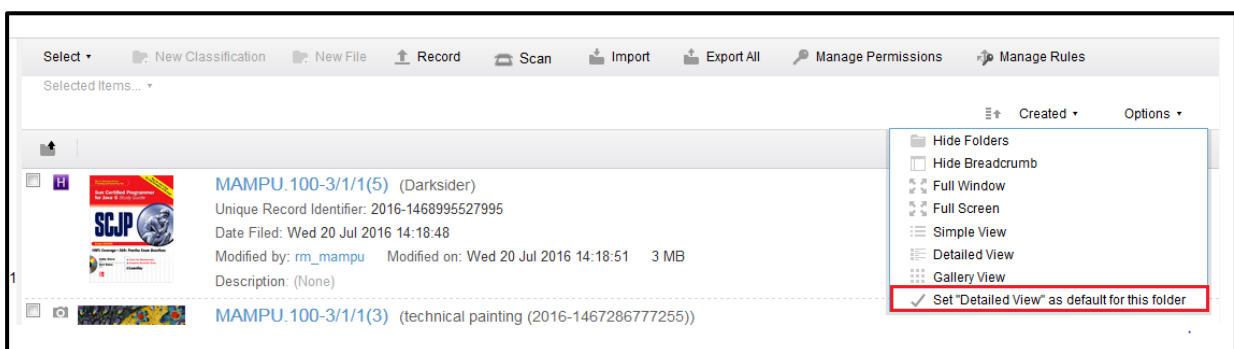 Select
New Classification
New File
Record
Scan
Import
Export All
Manage Permissions
Manage Rules
Selected Items...
Created
Options
Hide Folders
Hide Breadcrumb
Full Window
Full Screen
Simple View
Detailed View
Gallery View
Set "Detailed View" as default for this folder
H
SCJP
MAMPU.100-3/1/1(5) (Darksider)
Unique Record Identifier: 2016-1468995527995
Date Filed: Wed 20 Jul 2016 14:18:48
Modified by: rm_mampu Modified on: Wed 20 Jul 2016 14:18:51 3 MB
Description: (None)
1
MAMPU.100-3/1/1(3) (technical painting (2016-1467286777255))